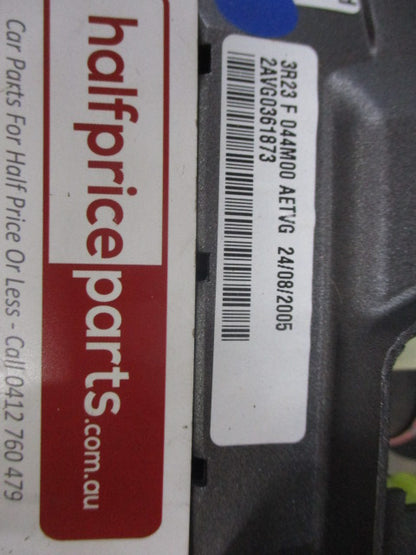 halfpriceparts.com.au
Car Parts For Half Price Or Less - Call 0412 760 479
3R23 F 044M00 AETVG 24/08/2005
2AVG0361873